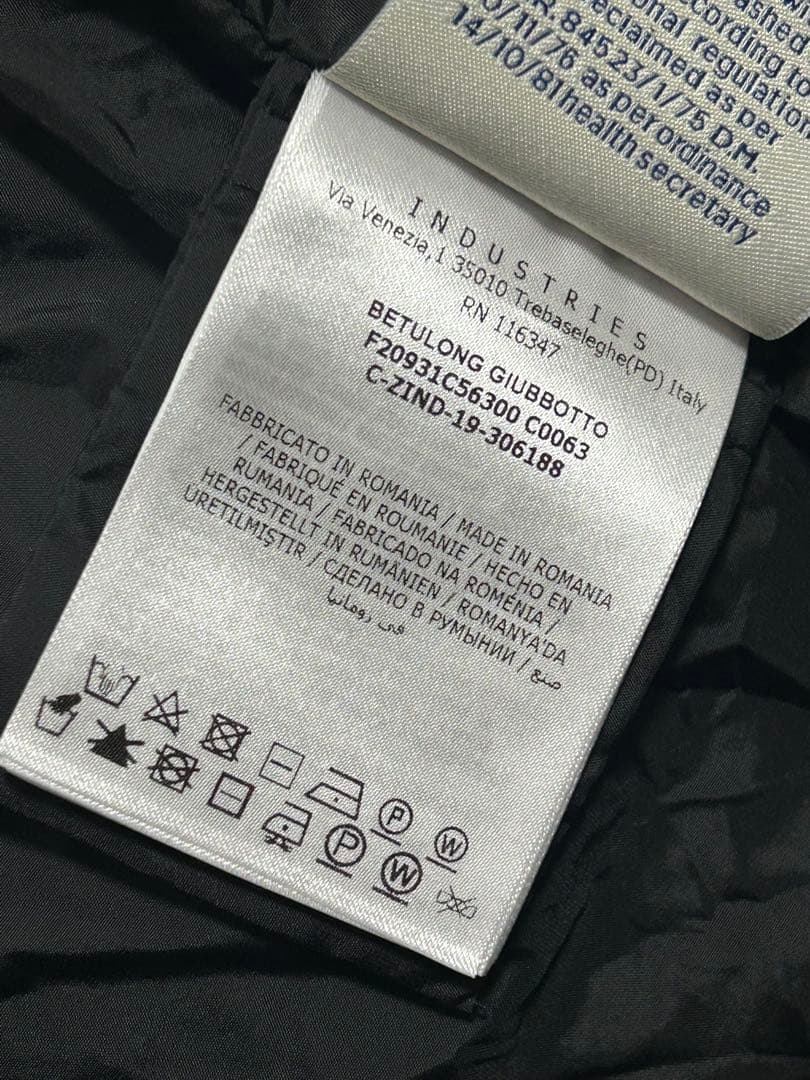 ashed
ccording to
onal regulation
eclaimed as per
R. 84523/1/75 D.M.
0/11/76 as per ordinance
14/10/81 health secretary
INDUSTRIES
Via Venezia,1 35010 Trebaseleghe(PD) Italy
RN 116347
BETULONG GIUBBOTTO
F20931C56300 C0063
C-ZIND-19-306188
FABBRICATO IN ROMANIA / MADE IN ROMANIA
/ FABRIQUÉ EN ROUMANIE / HECHO EN
RUMANIA / FABRICADO NA ROMÉNIA /
HERGESTELLT IN RUMÄNIEN / ROMANYA'DA
ÜRETILMIŞTIR / СДЕЛАНО В РУМЫНИИ / صنع
في رومانيا
P
W
P
W